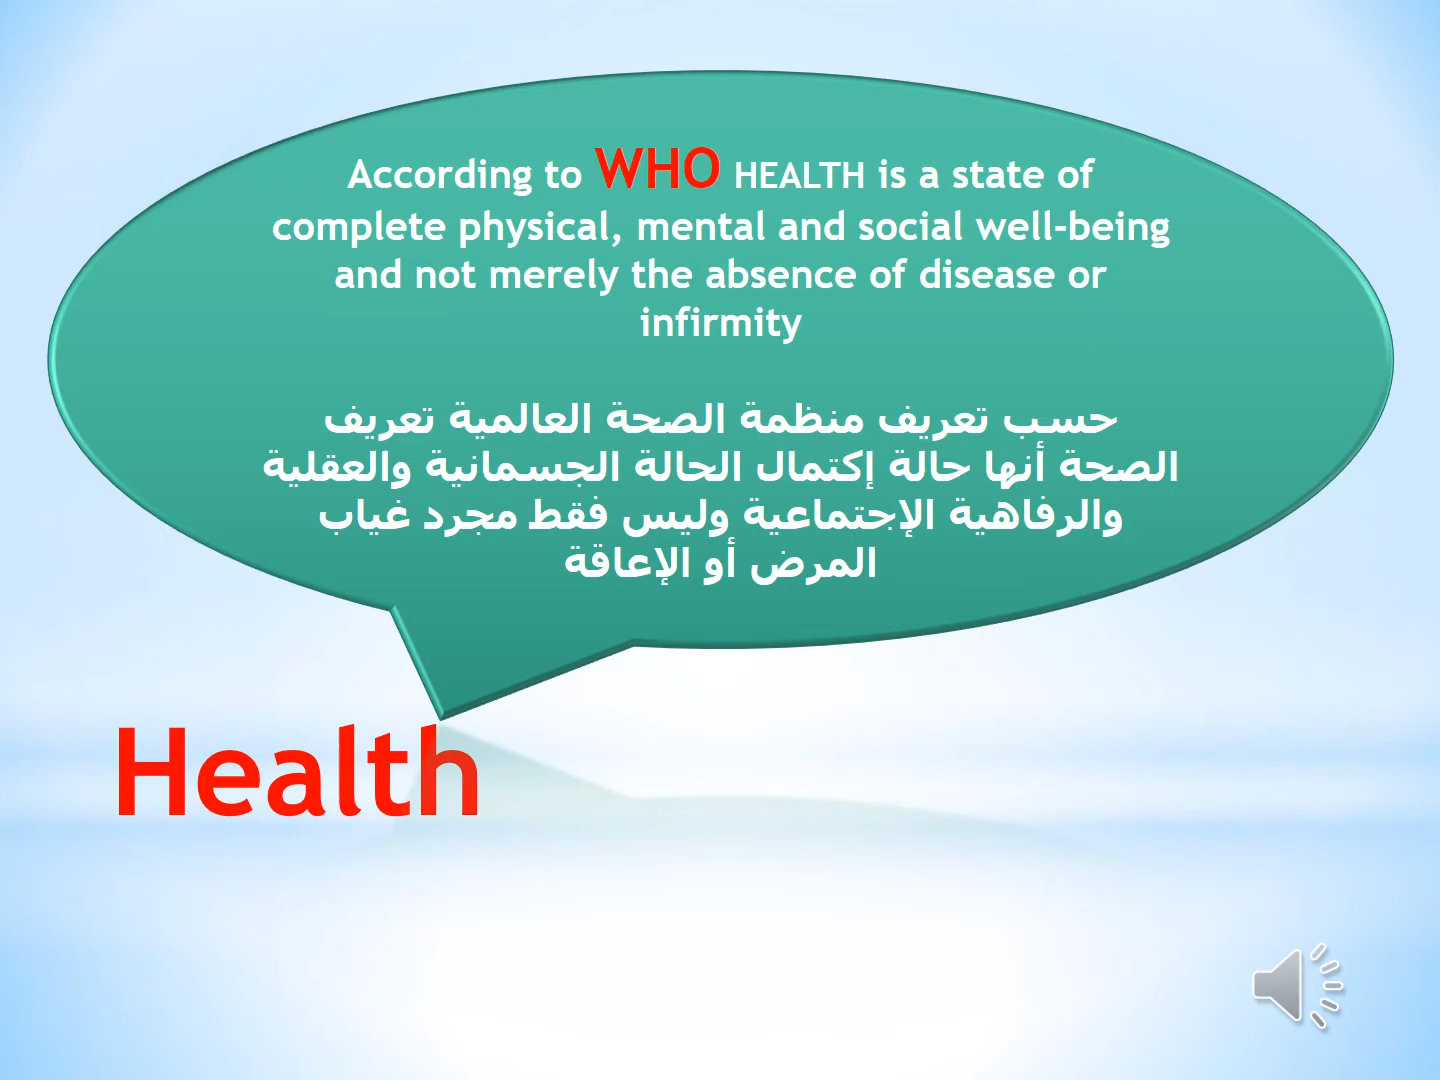 According to WHO HEALTH is a state of
complete physical, mental and social well-being
and not merely the absence of disease or
infirmity
حسب تعريف منظمة الصحة العالمية تعريف
الصحة أنها حالة إكتمال الحالة الجسمانية والعقلية
والرفاهية الإجتماعية وليس فقط مجرد غياب
المرض أو الإعاقة
Health